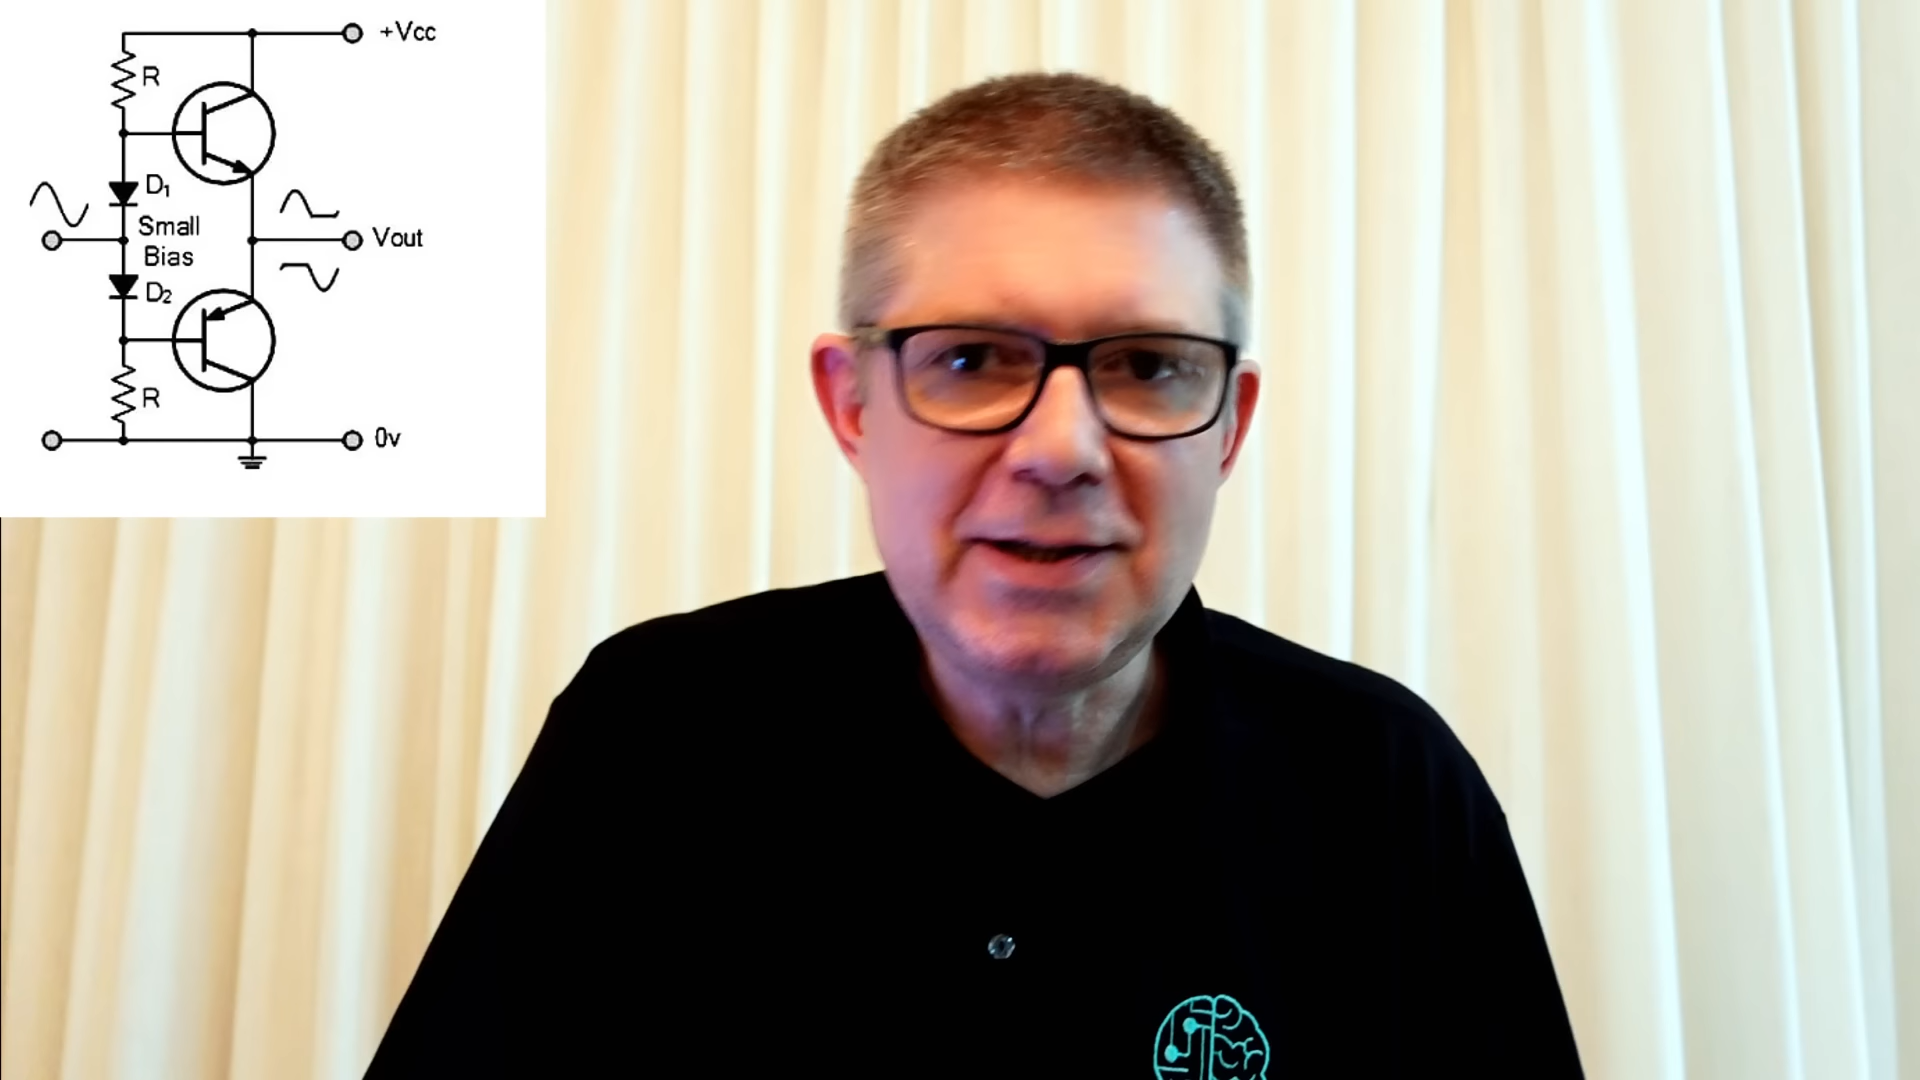 +Vcc
R
D₁
Small
Bias
Vout
D₂
R
0v